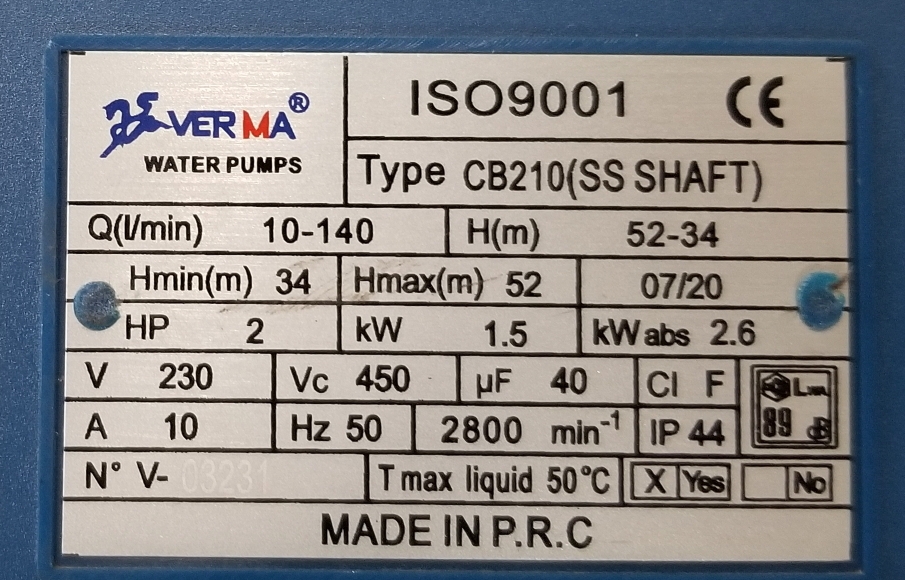 VERMA®
WATER PUMPS
ISO9001 CE
Type CB210(SS SHAFT)
Q(l/min) 10-140 H(m) 52-34
Hmin(m) 34 Hmax(m) 52 07/20
HP 2 kW 1.5 kW abs 2.6
V 230 Vc 450 µF 40 Cl F
A 10 Hz 50 2800 min⁻¹ IP 44
89 dB
N° V-03231 T max liquid 50°C X Yes No
MADE IN P.R.C